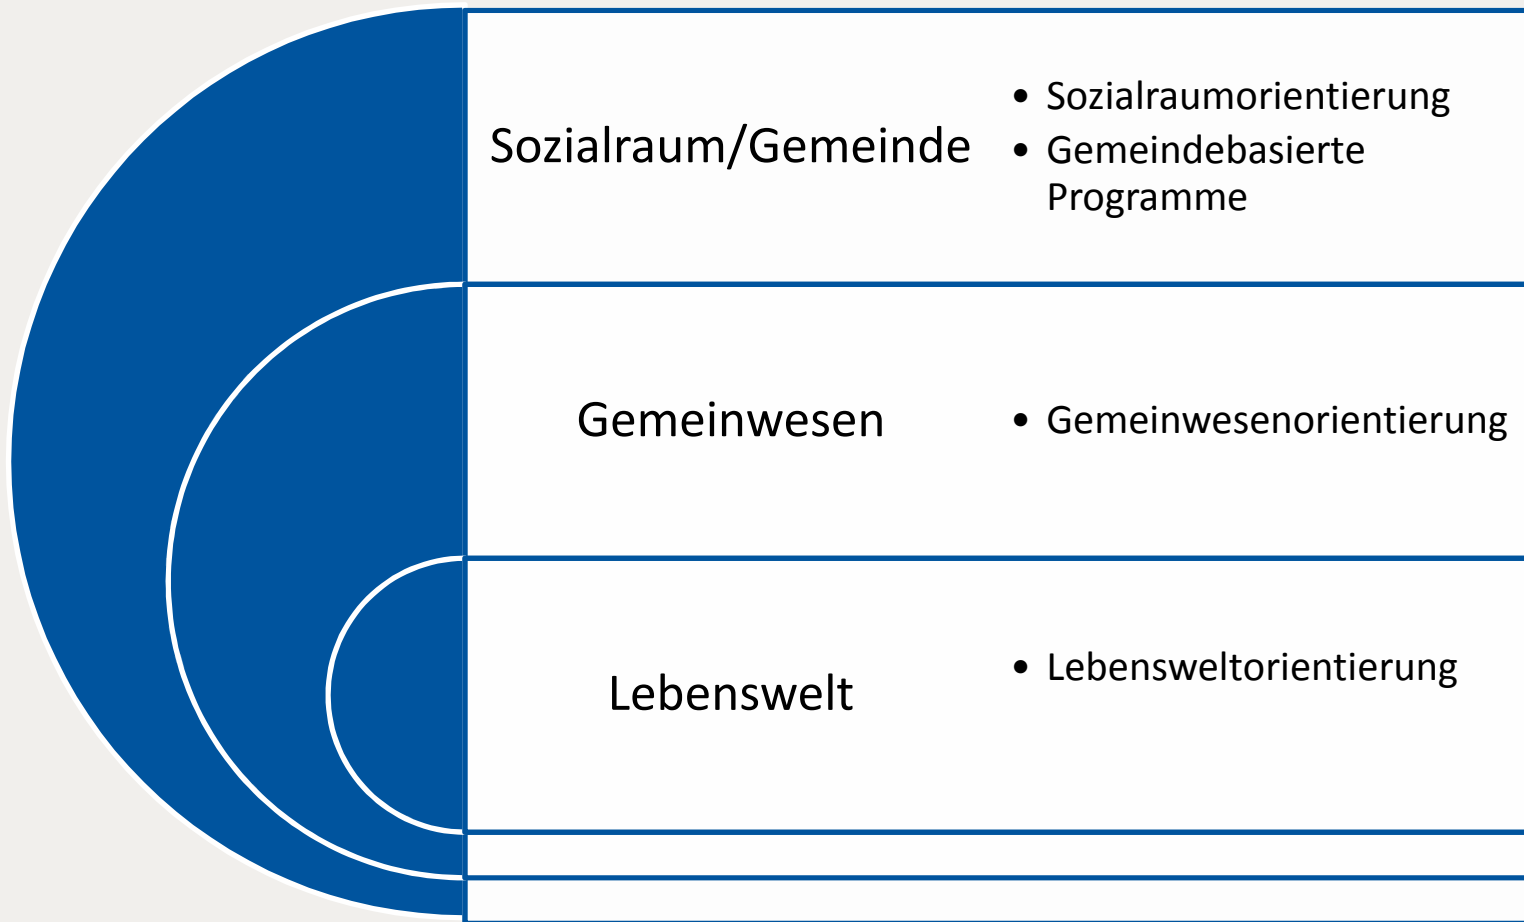 Sozialraum/Gemeinde
• Sozialraumorientierung
• Gemeindebasierte
Programme
Gemeinwesen
• Gemeinwesenorientierung
Lebenswelt
• Lebensweltorientierung